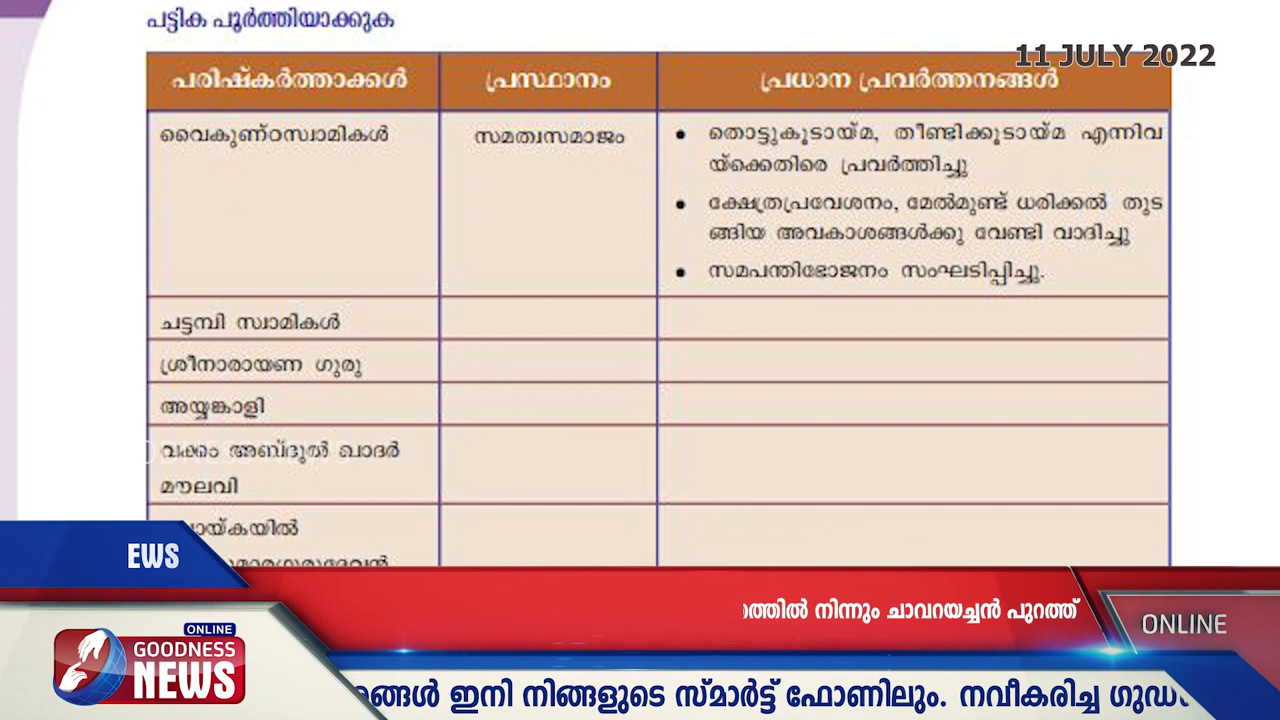 പട്ടിക പൂർത്തിയാക്കുക
11 JULY 2022
പരിഷ്കർത്താക്കൾ പ്രസ്ഥാനം പ്രധാന പ്രവർത്തനങ്ങൾ
വൈകുണ്ഠസ്വാമികൾ സമത്വസമാജം • തൊട്ടുകൂടായ്മ, തീണ്ടിക്കൂടായ്മ എന്നിവ
യ്ക്കെതിരെ പ്രവർത്തിച്ചു
• ക്ഷേത്രപ്രവേശനം, മേൽമുണ്ട് ധരിക്കൽ തുട
ങ്ങിയ അവകാശങ്ങൾക്കു വേണ്ടി വാദിച്ചു
• സമപന്തിഭോജനം സംഘടിപ്പിച്ചു.
ചട്ടമ്പി സ്വാമികൾ
ശ്രീനാരായണ ഗുരു
അയ്യങ്കാളി
വക്കം അബ്ദുൽ ഖാദർ
മൗലവി
EWS
നിന്നും ചാവറയച്ചൻ പുറത്ത്
ONLINE
ONLINE
GOODNESS
NEWS
ഇനി നിങ്ങളുടെ സ്മാർട്ട് ഫോണിലും. നവീകരിച്ച